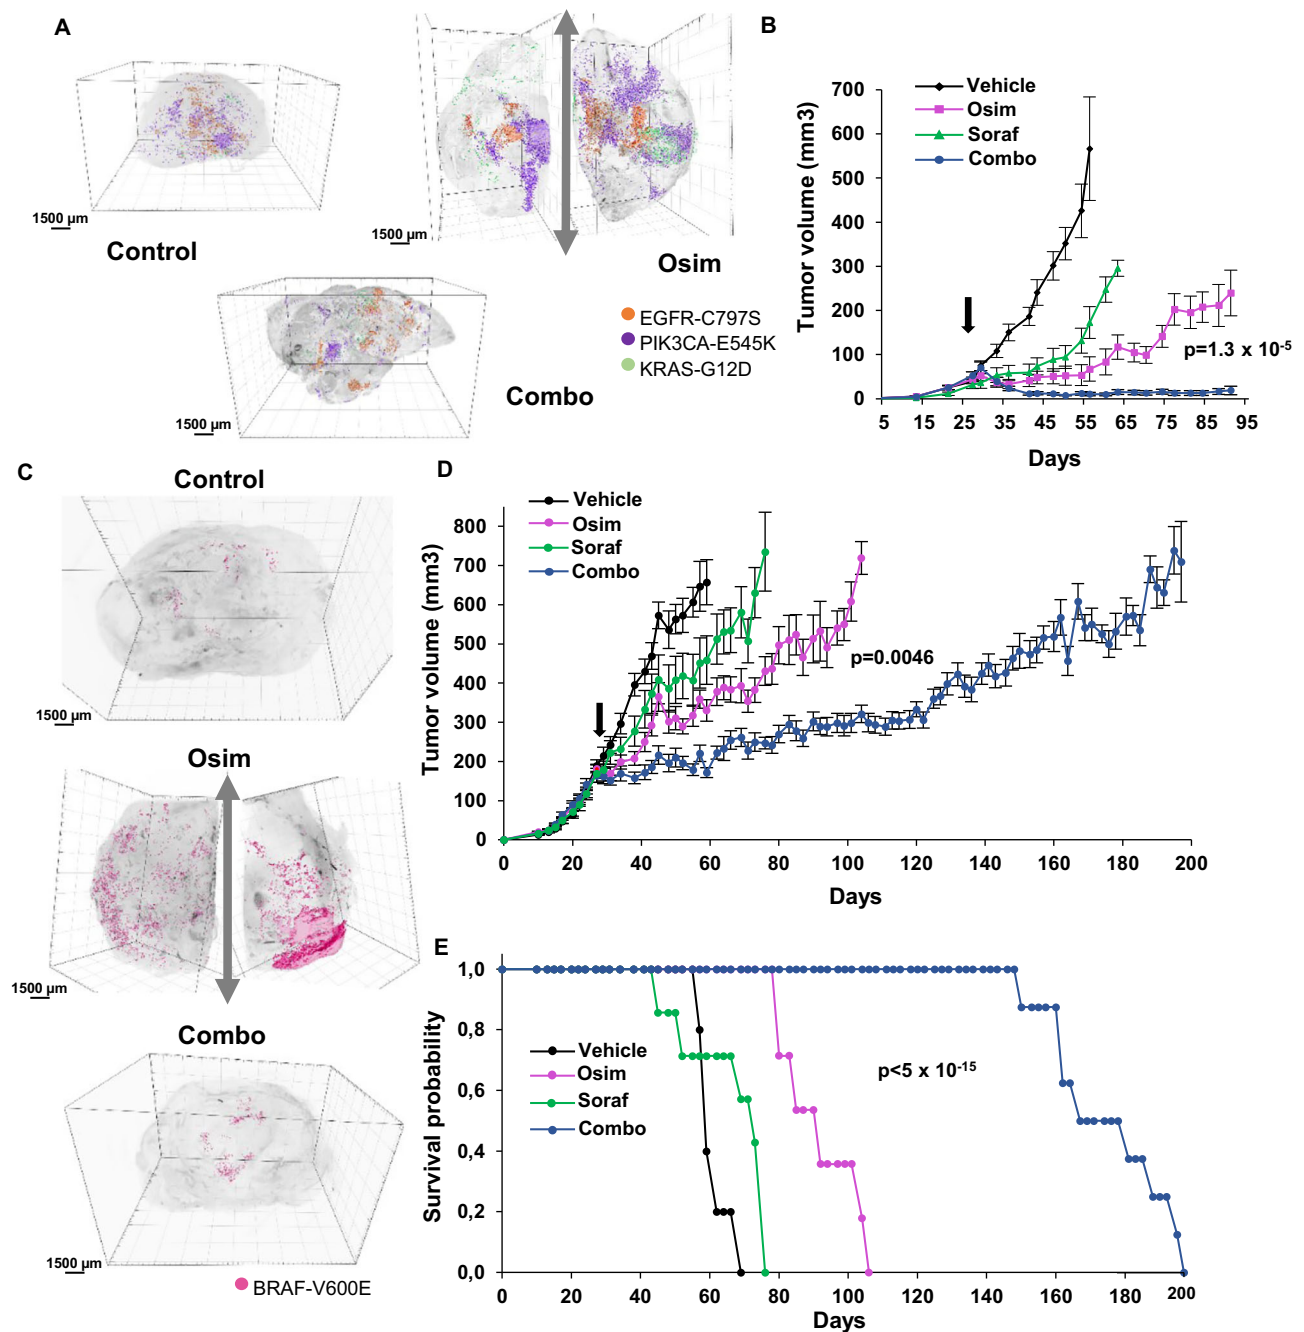 A
1500 µm
Control
1500 µm
Osim
1500 µm
Combo
EGFR-C797S
PIK3CA-E545K
KRAS-G12D
B
Tumor volume (mm3)
700
600
500
400
300
200
100
0
Vehicle
Osim
Soraf
Combo
p=1.3 x 10-5
5 15 25 35 45 55 65 75 85 95
Days
C
Control
1500 µm
Osim
1500 µm
Combo
1500 µm
BRAF-V600E
D
Tumor volume (mm3)
800
700
600
500
400
300
200
100
0
Vehicle
Osim
Soraf
Combo
p=0.0046
0 20 40 60 80 100 120 140 160 180 200
Days
E
Survival probability
1,0
0,8
0,6
0,4
0,2
0,0
Vehicle
Osim
Soraf
Combo
p<5 x 10-15
0 20 40 60 80 100 120 140 160 180 200
Days